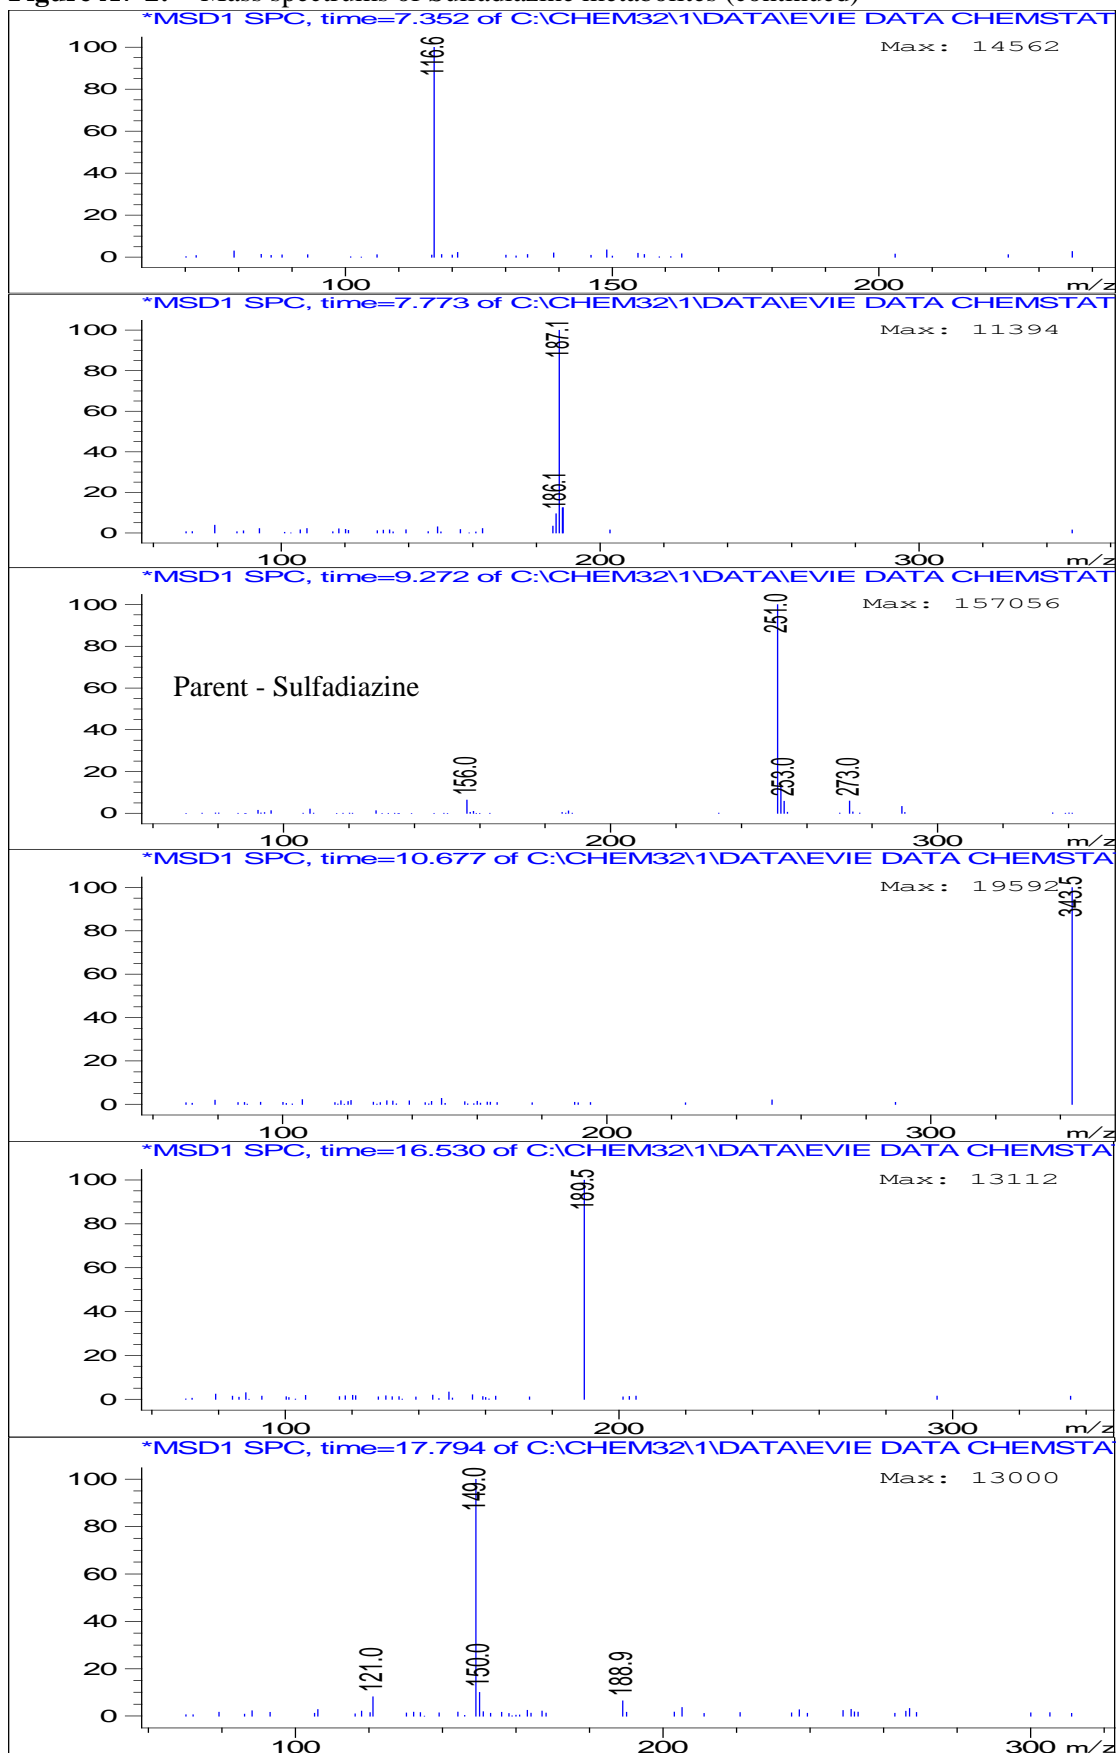 *MSD1 SPC, time=7.352 of C:\CHEM32\1\DATA\EVIE DATA CHEMSTAT
Max: 14562
116.6
100
80
60
40
20
0
100 150 200 m/z
*MSD1 SPC, time=7.773 of C:\CHEM32\1\DATA\EVIE DATA CHEMSTAT
Max: 11394
187.1
186.1
100
80
60
40
20
0
100 200 300 m/z
*MSD1 SPC, time=9.272 of C:\CHEM32\1\DATA\EVIE DATA CHEMSTAT
Max: 157056
251.0
Parent - Sulfadiazine
156.0 253.0 273.0
100
80
60
40
20
0
100 200 300 m/z
*MSD1 SPC, time=10.677 of C:\CHEM32\1\DATA\EVIE DATA CHEMSTA
Max: 19592
343.5
100
80
60
40
20
0
100 200 300 m/z
*MSD1 SPC, time=16.530 of C:\CHEM32\1\DATA\EVIE DATA CHEMSTA
Max: 13112
189.5
100
80
60
40
20
0
100 200 300 m/z
*MSD1 SPC, time=17.794 of C:\CHEM32\1\DATA\EVIE DATA CHEMSTA
Max: 13000
149.0
121.0 150.0 188.9
100
80
60
40
20
0
100 200 300 m/z